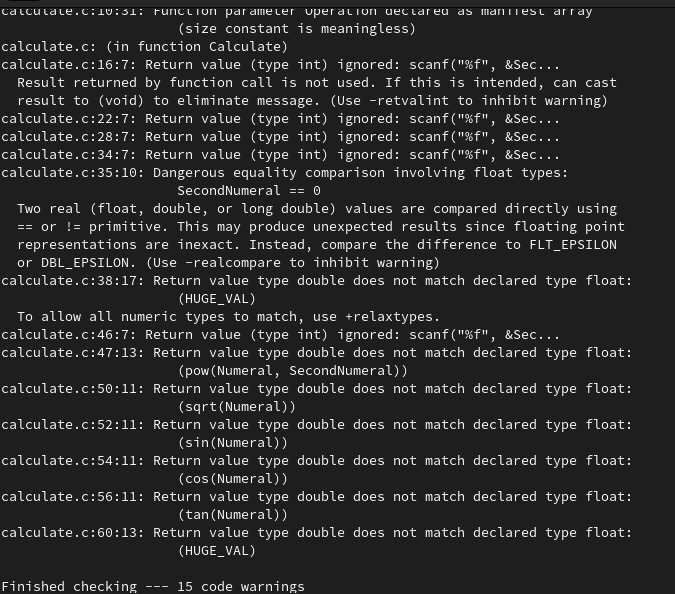 calculate.c:10:31: Function parameter Operation declared as manifest array
(size constant is meaningless)
calculate.c: (in function Calculate)
calculate.c:16:7: Return value (type int) ignored: scanf("%f", &Sec...
Result returned by function call is not used. If this is intended, can cast
result to (void) to eliminate message. (Use -retvalint to inhibit warning)
calculate.c:22:7: Return value (type int) ignored: scanf("%f", &Sec...
calculate.c:28:7: Return value (type int) ignored: scanf("%f", &Sec...
calculate.c:34:7: Return value (type int) ignored: scanf("%f", &Sec...
calculate.c:35:10: Dangerous equality comparison involving float types:
SecondNumeral == 0
Two real (float, double, or long double) values are compared directly using
== or != primitive. This may produce unexpected results since floating point
representations are inexact. Instead, compare the difference to FLT_EPSILON
or DBL_EPSILON. (Use -realcompare to inhibit warning)
calculate.c:38:17: Return value type double does not match declared type float:
(HUGE_VAL)
To allow all numeric types to match, use +relaxtypes.
calculate.c:46:7: Return value (type int) ignored: scanf("%f", &Sec...
calculate.c:47:13: Return value type double does not match declared type float:
(pow(Numeral, SecondNumeral))
calculate.c:50:11: Return value type double does not match declared type float:
(sqrt(Numeral))
calculate.c:52:11: Return value type double does not match declared type float:
(sin(Numeral))
calculate.c:54:11: Return value type double does not match declared type float:
(cos(Numeral))
calculate.c:56:11: Return value type double does not match declared type float:
(tan(Numeral))
calculate.c:60:13: Return value type double does not match declared type float:
(HUGE_VAL)
Finished checking --- 15 code warnings